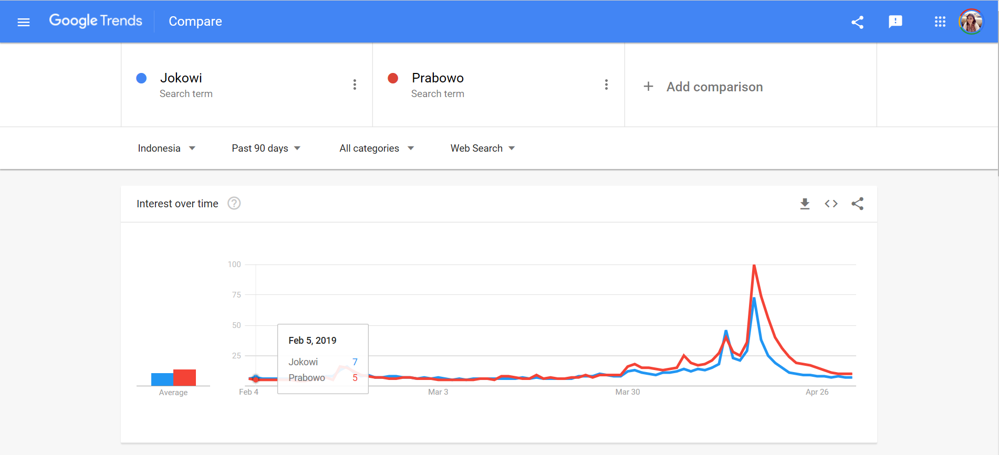 Google Trends
Compare
Jokowi
Search term
Prabowo
Search term
+ Add comparison
Indonesia
Past 90 days
All categories
Web Search
Interest over time
?
100
75
50
25
Feb 5, 2019
Jokowi 7
Prabowo 5
Average
Feb 4
Mar 3
Mar 30
Apr 26